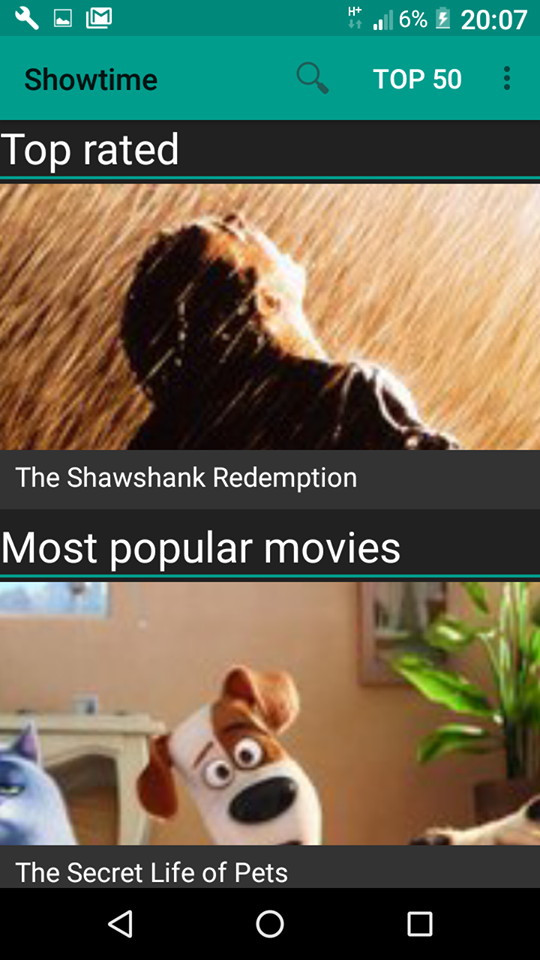 H+ 6% 20:07
Showtime TOP 50
Top rated
The Shawshank Redemption
Most popular movies
The Secret Life of Pets